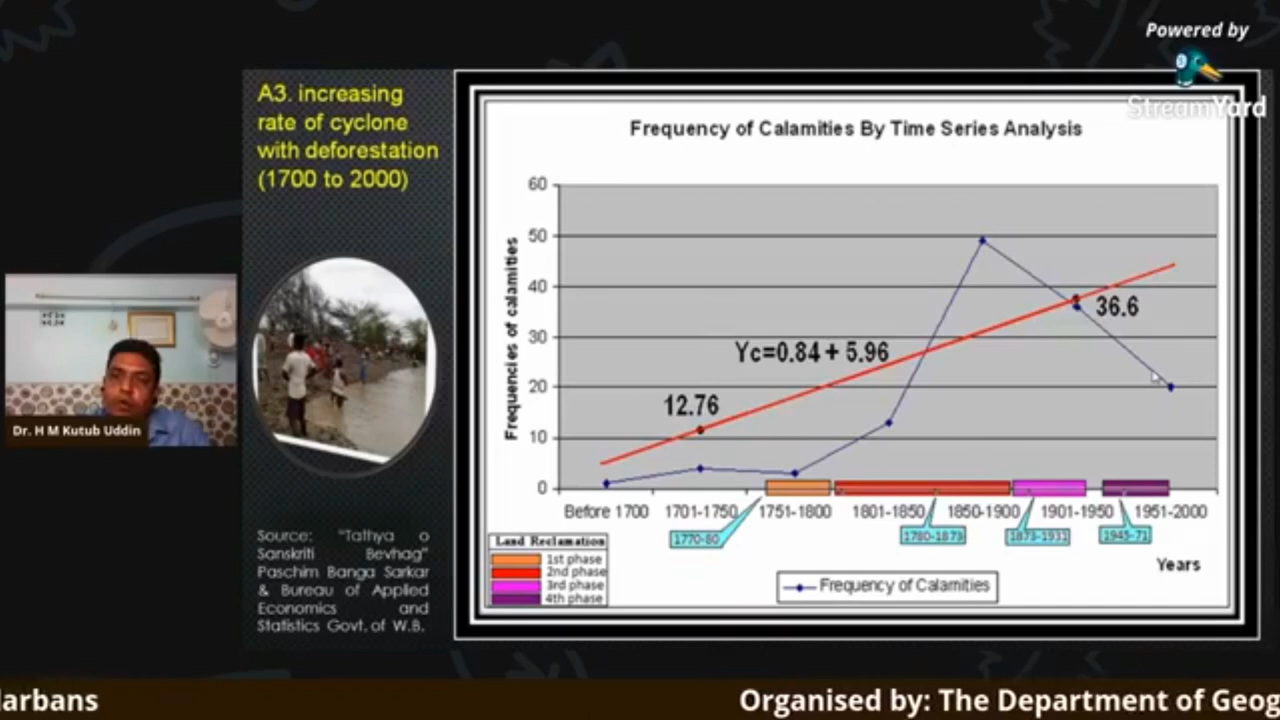 Powered by
StreamYard
A3. increasing
rate of cyclone
with deforestation
(1700 to 2000)
Dr. H M Kutub Uddin
Source: "Tathya o
Sanskriti Bevhag"
Paschim Banga Sarkar
& Bureau of Applied
Economics and
Statistics Govt. of W.B.
Frequency of Calamities By Time Series Analysis
Frequencies of calamities
60
50
40
30
20
10
0
Yc=0.84 + 5.96
12.76
36.6
Before 1700 1701-1750 1751-1800 1801-1850 1850-1900 1901-1950 1951-2000
1770-80 1780-1873 1873-1931 1945-71
Years
Land Reclamation
1st phase
2nd phase
3rd phase
4th phase
Frequency of Calamities
larbans
Organised by: The Department of Geog